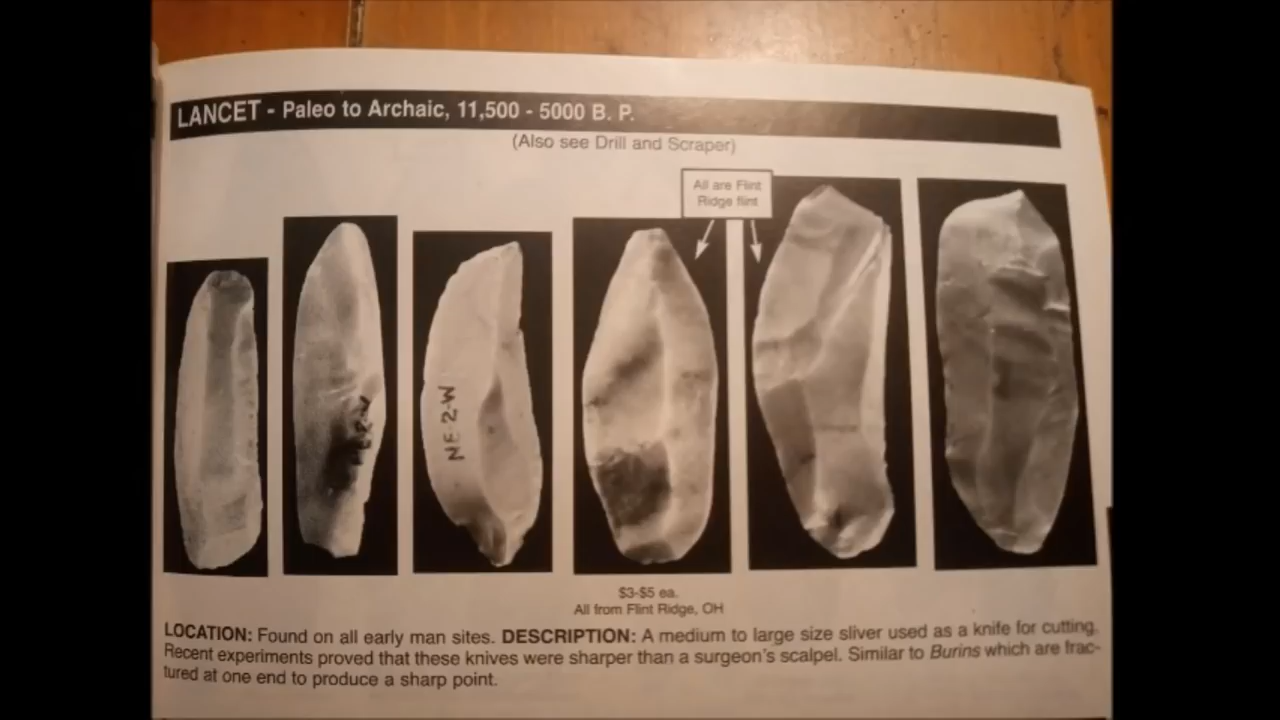 LANCET - Paleo to Archaic, 11,500 - 5000 B. P.
(Also see Drill and Scraper)
All are Flint
Ridge flint
NE-2-W
$3-$5 ea.
All from Flint Ridge, OH
LOCATION: Found on all early man sites. DESCRIPTION: A medium to large size sliver used as a knife for cutting.
Recent experiments proved that these knives were sharper than a surgeon's scalpel. Similar to Burins which are frac-
tured at one end to produce a sharp point.